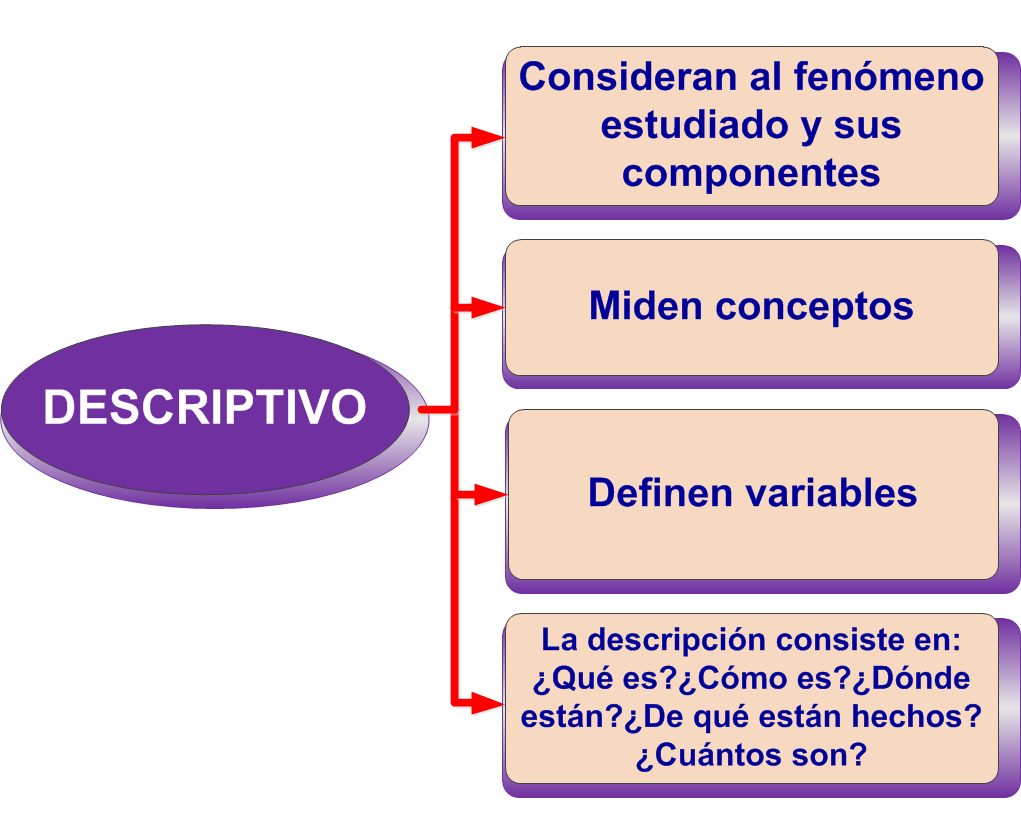 DESCRIPTIVO
Consideran al fenómeno
estudiado y sus
componentes
Miden conceptos
Definen variables
La descripción consiste en:
¿Qué es?¿Cómo es?¿Dónde
están?¿De qué están hechos?
¿Cuántos son?